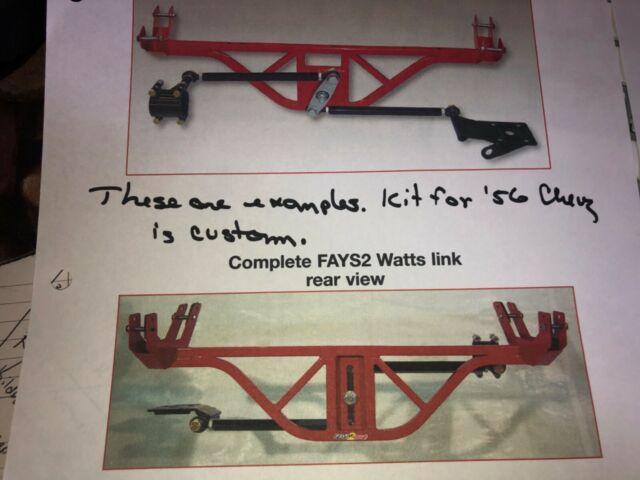 These are examples. Kit for '56 Chevy
is custom.
Complete FAYS2 Watts link
rear view